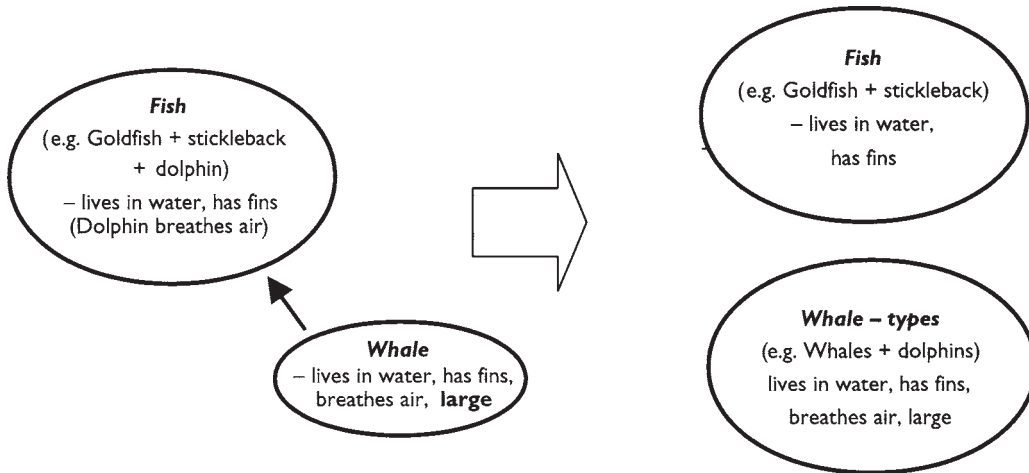 Fish
(e.g. Goldfish + stickleback
+ dolphin)
– lives in water, has fins
(Dolphin breathes air)
Whale
– lives in water, has fins,
breathes air, large
Fish
(e.g. Goldfish + stickleback)
– lives in water,
has fins
Whale – types
(e.g. Whales + dolphins)
lives in water, has fins,
breathes air, large